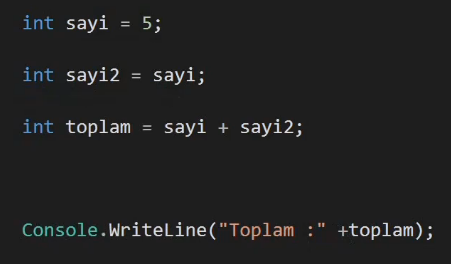 int sayi = 5;
int sayi2 = sayi;
int toplam = sayi + sayi2;
Console.WriteLine("Toplam :" +toplam);